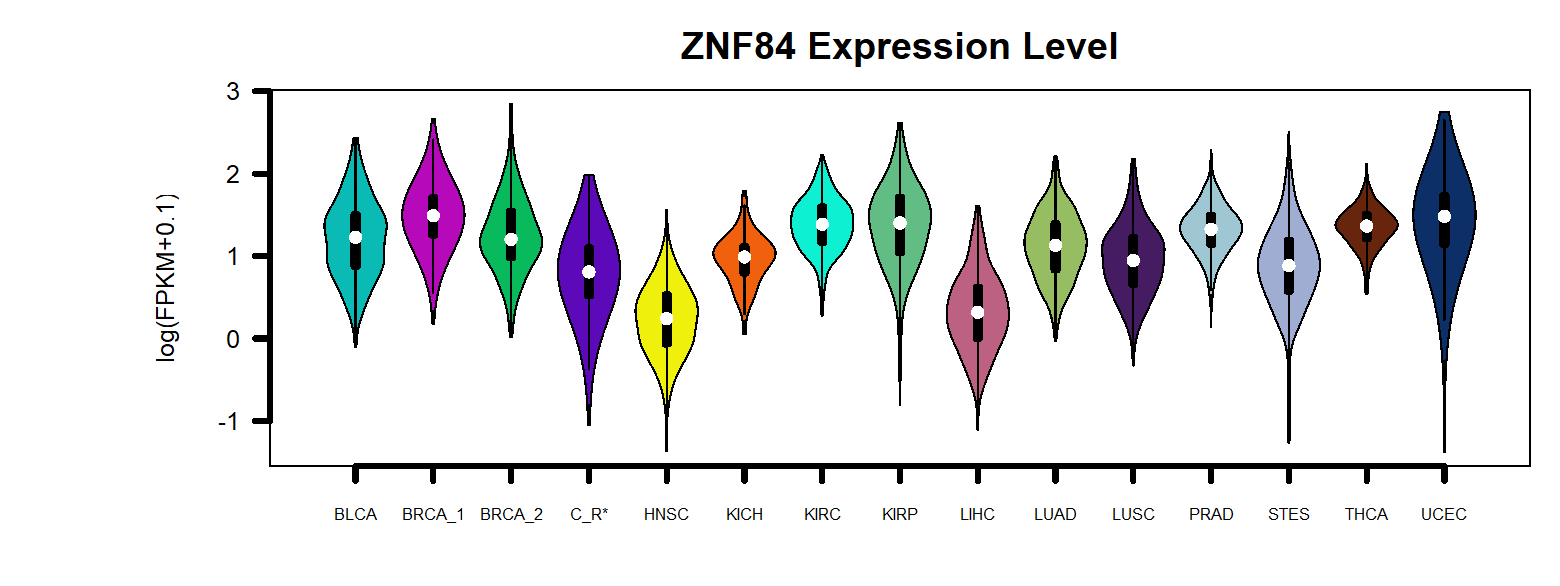 ZNF84 Expression Level
log(FPKM+0.1)
3
2
1
0
-1
BLCA BRCA_1 BRCA_2 C_R* HNSC KICH KIRC KIRP LIHC LUAD LUSC PRAD STES THCA UCEC